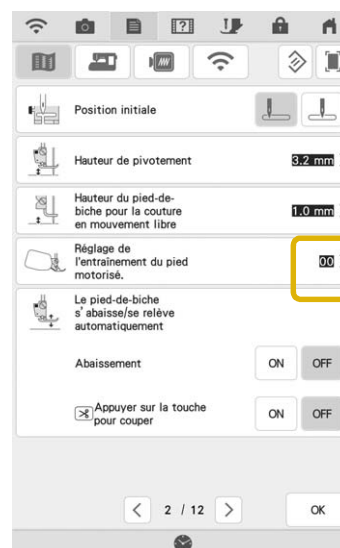 Position initiale
Hauteur de pivotement
3.2 mm
Hauteur du pied-de-
biche pour la couture
en mouvement libre
1.0 mm
Réglage de
l'entraînement du pied
motorisé.
00
Le pied-de-biche
s'abaisse/se relève
automatiquement
Abaissement
ON OFF
Appuyer sur la touche
pour couper
ON OFF
< 2 / 12 >
OK